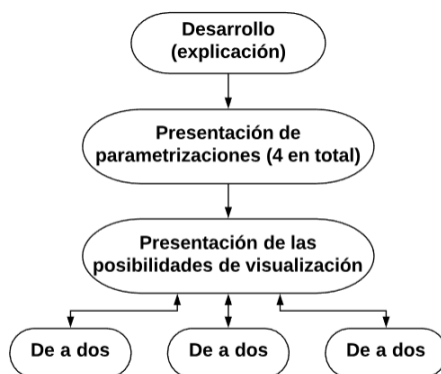 Desarrollo
(explicación)
Presentación de
parametrizaciones (4 en total)
Presentación de las
posibilidades de visualización
De a dos
De a dos
De a dos